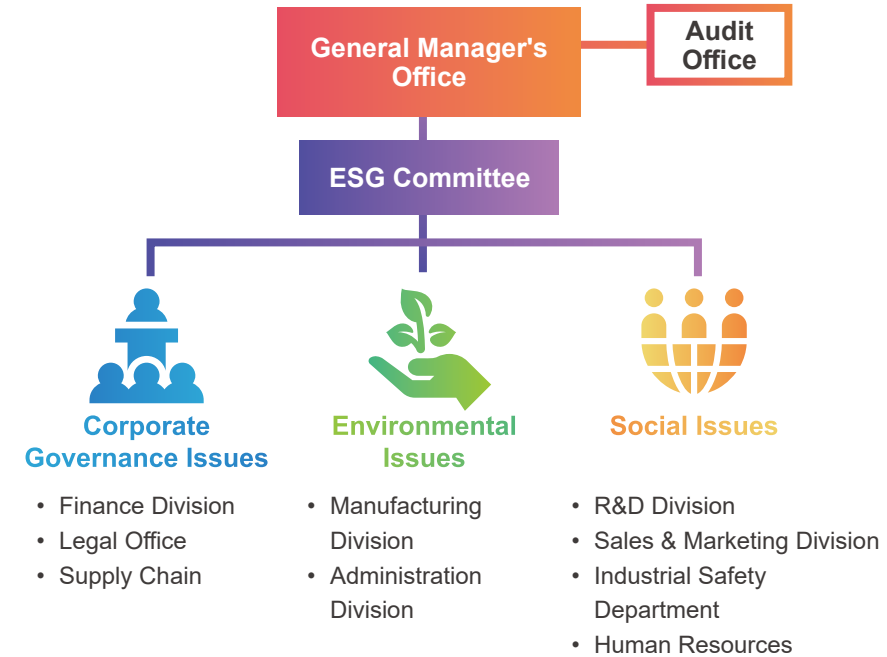 General Manager's
Office
Audit
Office
ESG Committee
Corporate
Governance Issues
• Finance Division
• Legal Office
• Supply Chain
Environmental
Issues
• Manufacturing
Division
• Administration
Division
Social Issues
• R&D Division
• Sales & Marketing Division
• Industrial Safety
Department
• Human Resources